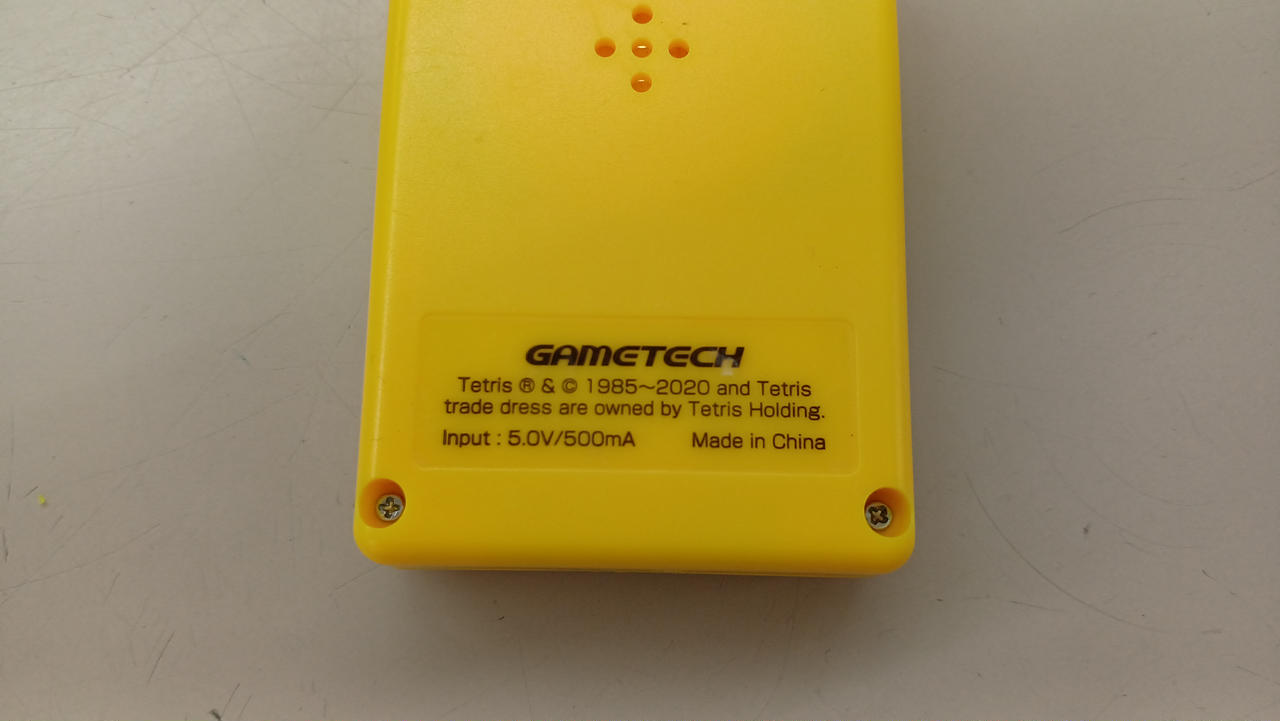 GAMETECH
Tetris ® & © 1985~2020 and Tetris
trade dress are owned by Tetris Holding.
Input : 5.0V/500mA Made in China